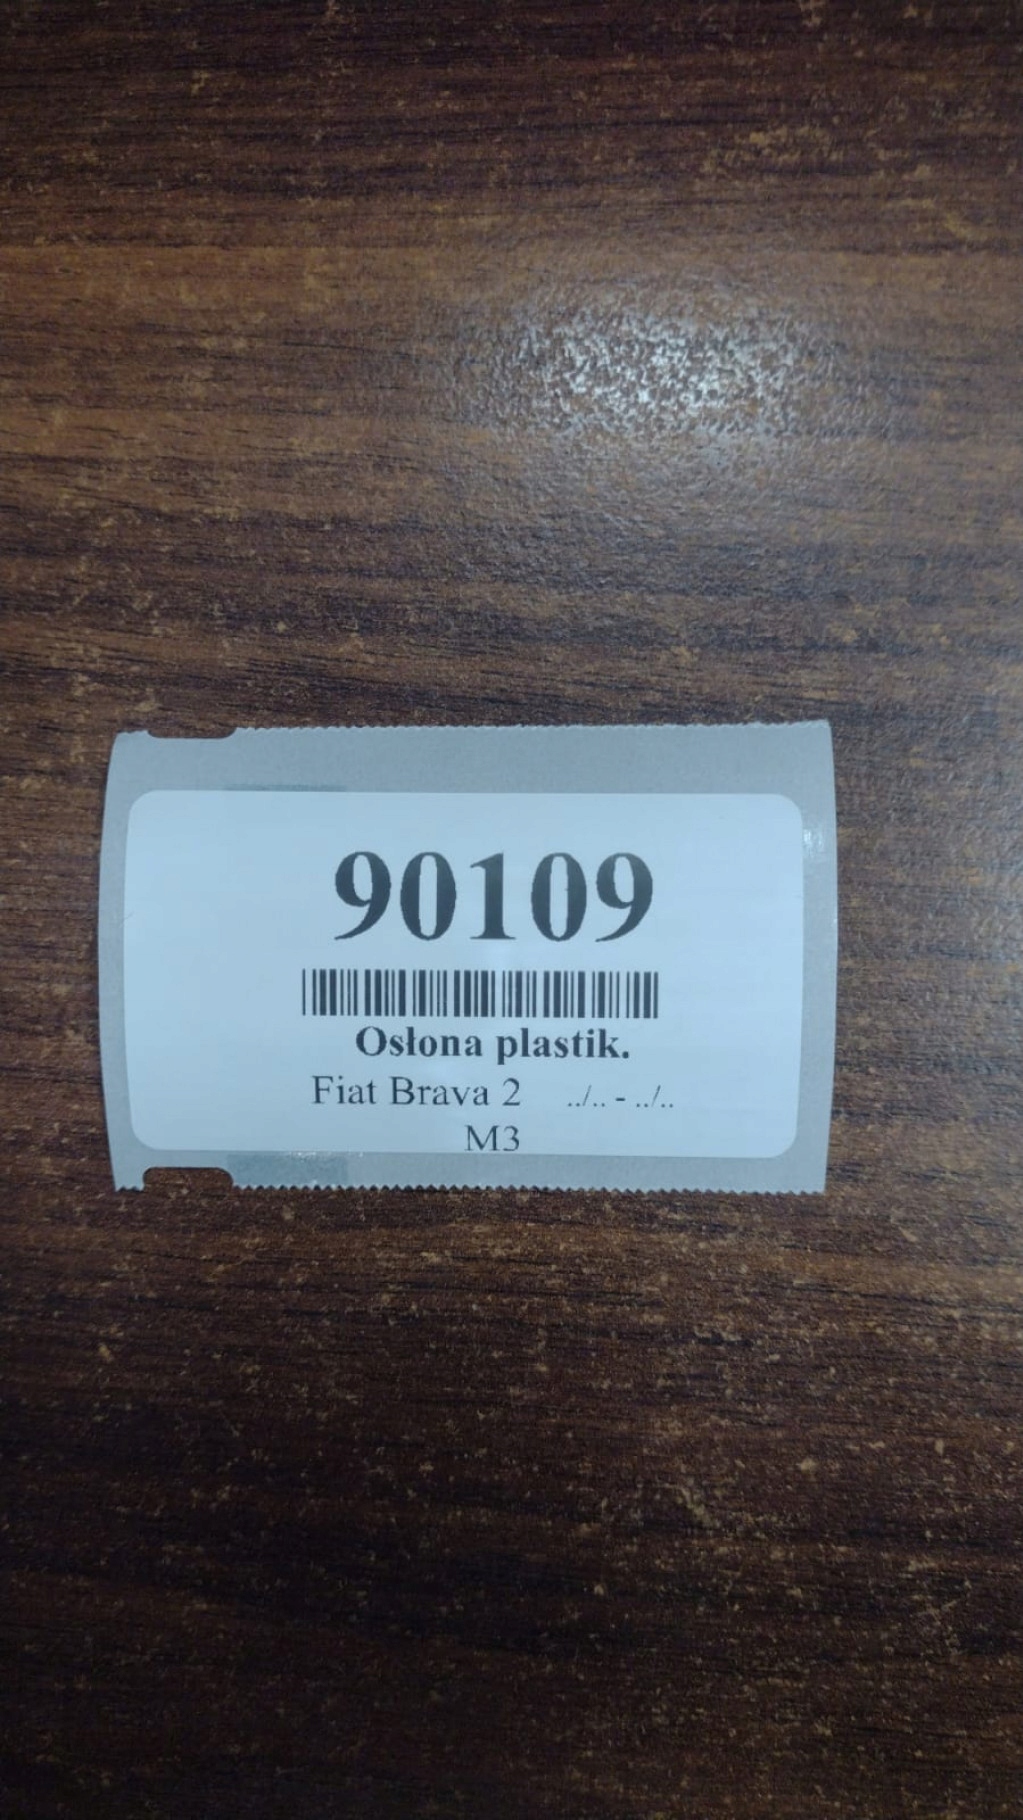 90109
Osłona plastik.
Fiat Brava 2 ../.. - ../..
M3